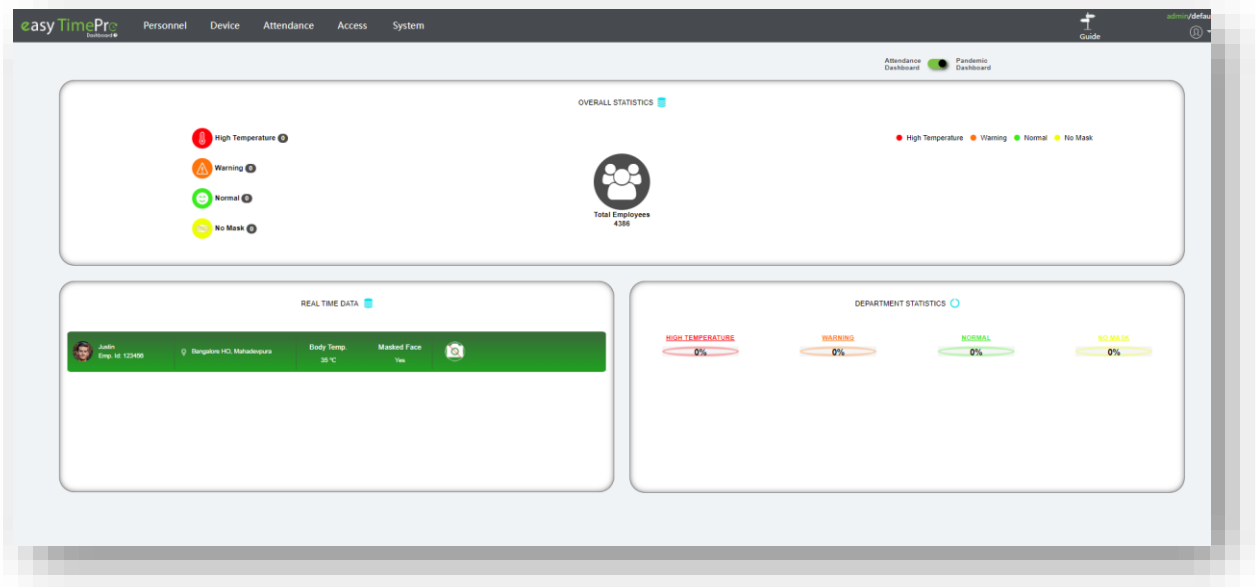 easy TimePro
Dashboard
Personnel Device Attendance Access System
Guide
admin/defau
Attendance Dashboard
Pandemic Dashboard
OVERALL STATISTICS
High Temperature 0
Warning 0
Normal 0
No Mask 0
Total Employees
4386
High Temperature Warning Normal No Mask
REAL TIME DATA
Justin
Emp. Id: 123456
Bangalore HO, Mahadevpura
Body Temp.
35 °C
Masked Face
Yes
DEPARTMENT STATISTICS
HIGH TEMPERATURE
0%
WARNING
0%
NORMAL
0%
NO MASK
0%